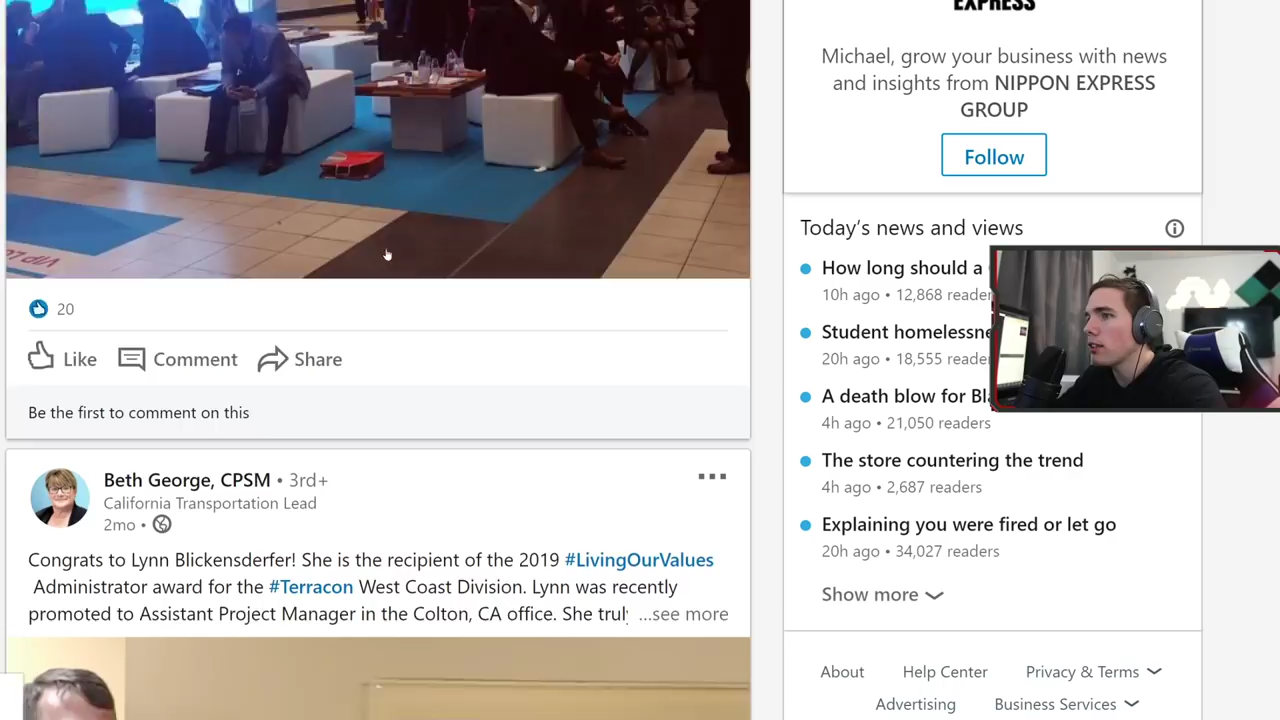 EXPRESS
Michael, grow your business with news
and insights from NIPPON EXPRESS
GROUP
Follow
20
Like
Comment
Share
Be the first to comment on this
Beth George, CPSM • 3rd+
California Transportation Lead
2mo •
Congrats to Lynn Blickensderfer! She is the recipient of the 2019 #LivingOurValues
Administrator award for the #Terracon West Coast Division. Lynn was recently
promoted to Assistant Project Manager in the Colton, CA office. She truly ...see more
Today's news and views
How long should a
10h ago • 12,868 readers
Student homelessne
20h ago • 18,555 readers
A death blow for Bla
4h ago • 21,050 readers
The store countering the trend
4h ago • 2,687 readers
Explaining you were fired or let go
20h ago • 34,027 readers
Show more
About
Help Center
Privacy & Terms
Advertising
Business Services